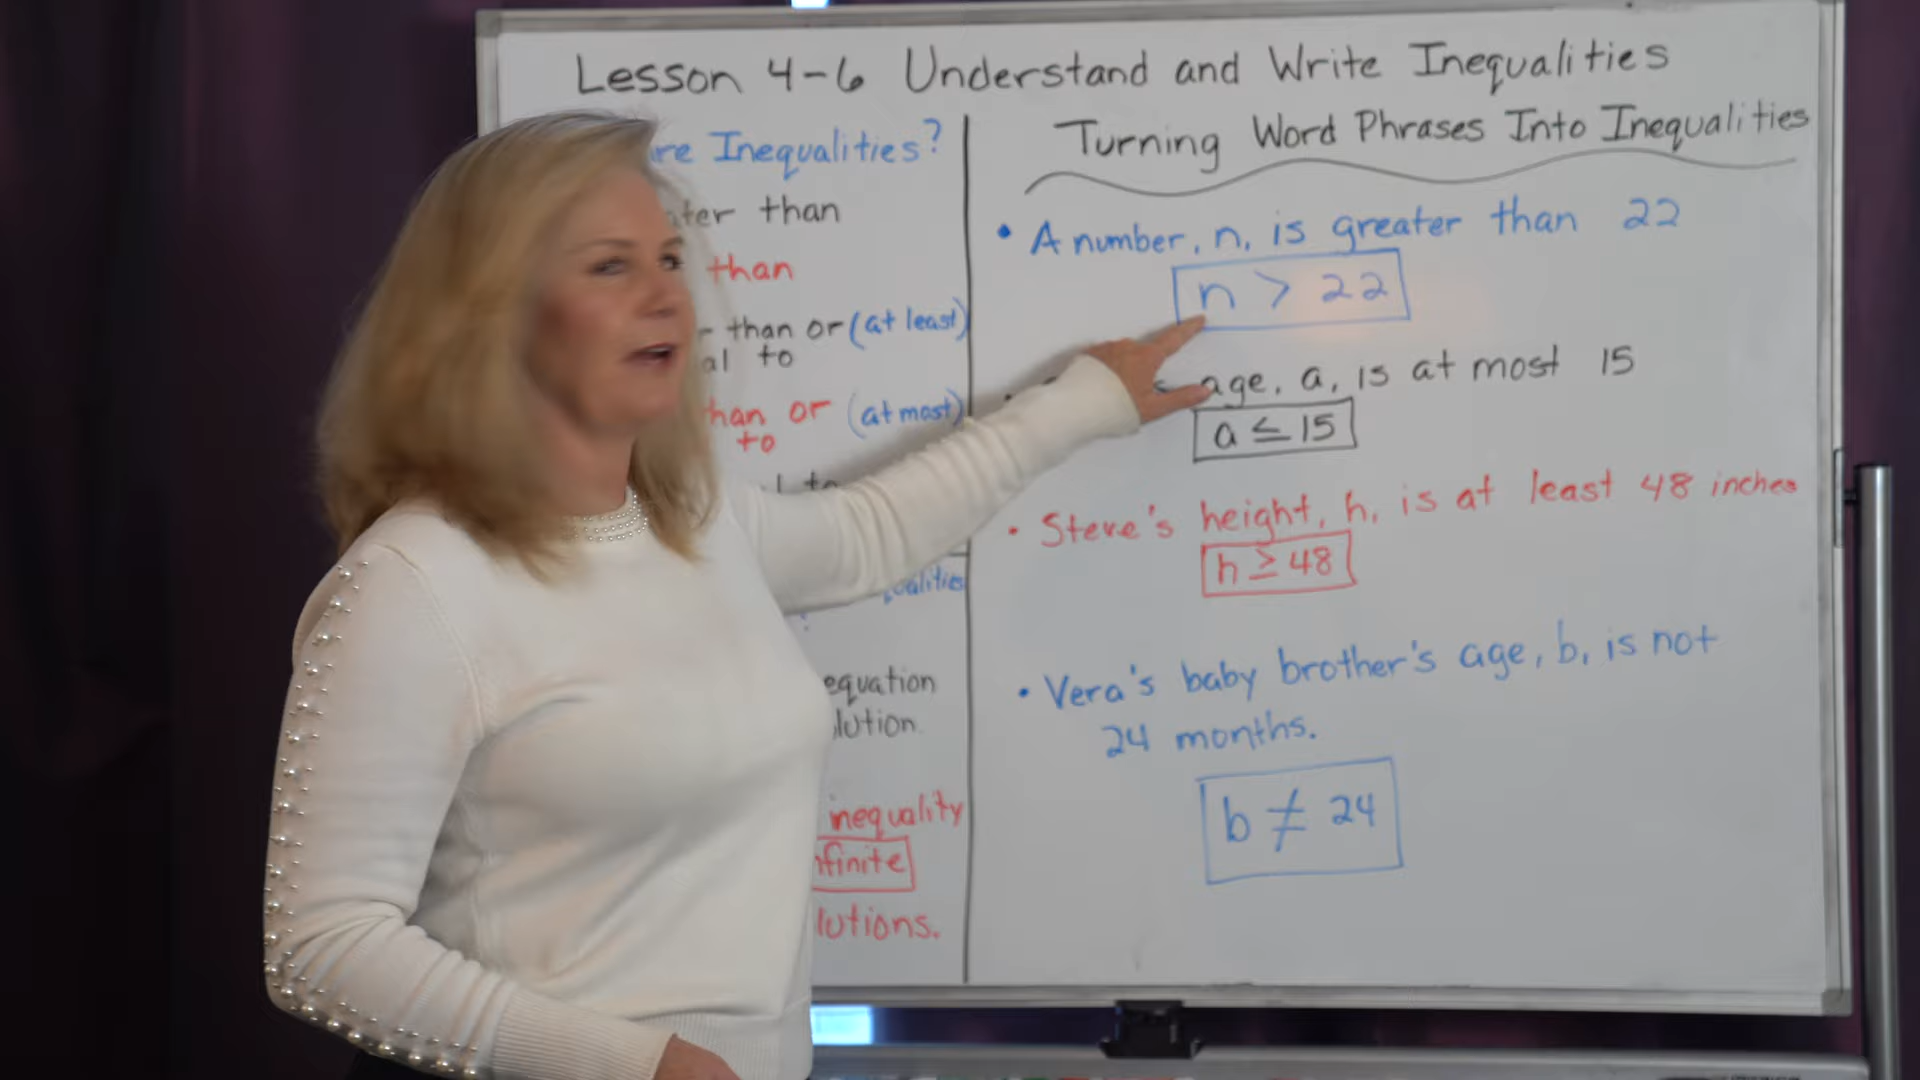 Lesson 4-6 Understand and Write Inequalities
re Inequalities?
ter than
than
than or (at least)
al to
han or (at most)
to
equation
lution.
inequality
nfinite
lutions.
Turning Word Phrases Into Inequalities
• A number, n, is greater than 22
n > 22
age, a, is at most 15
a ≤ 15
• Steve's height, h, is at least 48 inches
h ≥ 48
• Vera's baby brother's age, b, is not
24 months.
b ≠ 24